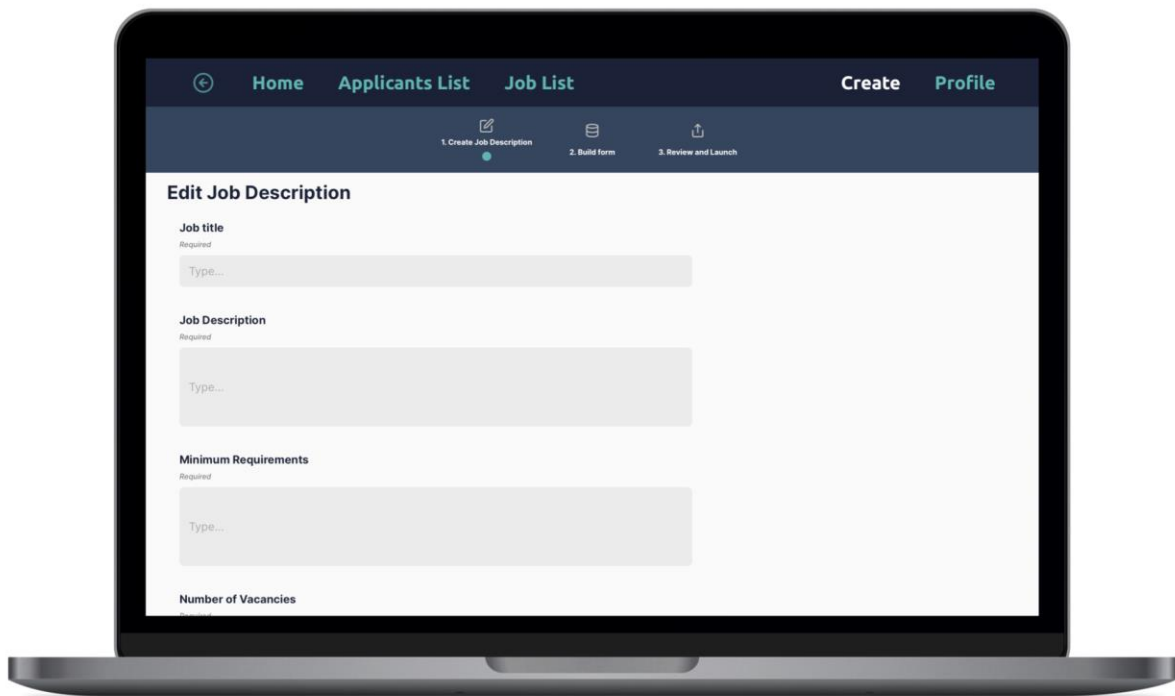 Home Applicants List Job List Create Profile
1. Create Job Description 2. Build form 3. Review and Launch
Edit Job Description
Job title
Required
Type...
Job Description
Required
Type...
Minimum Requirements
Required
Type...
Number of Vacancies
Required